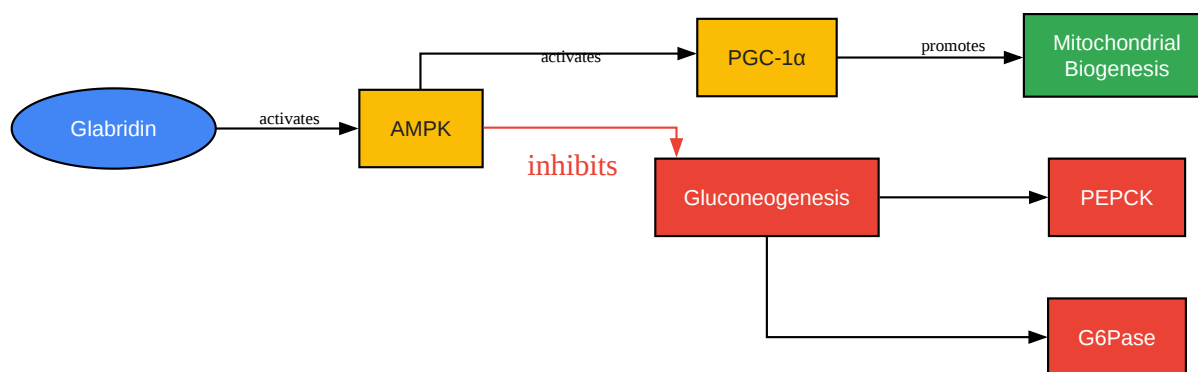 activates
PGC-1α
promotes
Mitochondrial
Biogenesis
Glabridin
activates
AMPK
inhibits
Gluconeogenesis
PEPCK
G6Pase